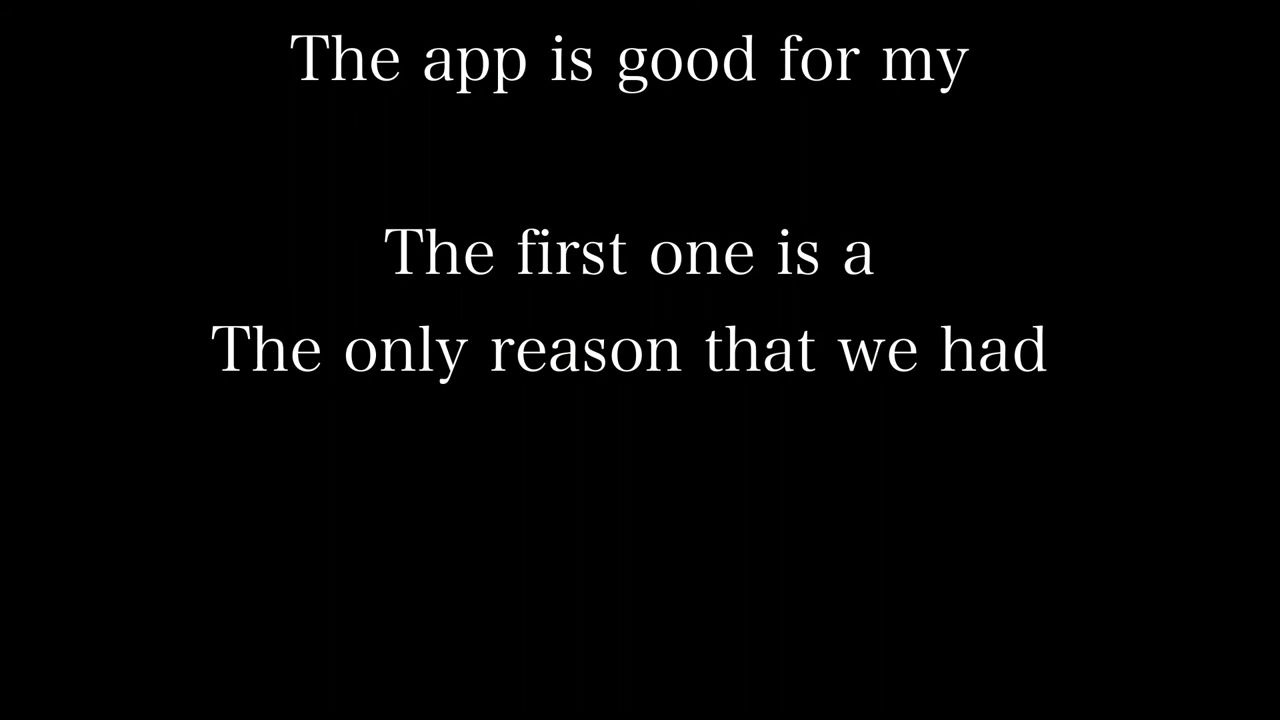 The app is good for my
The first one is a
The only reason that we had